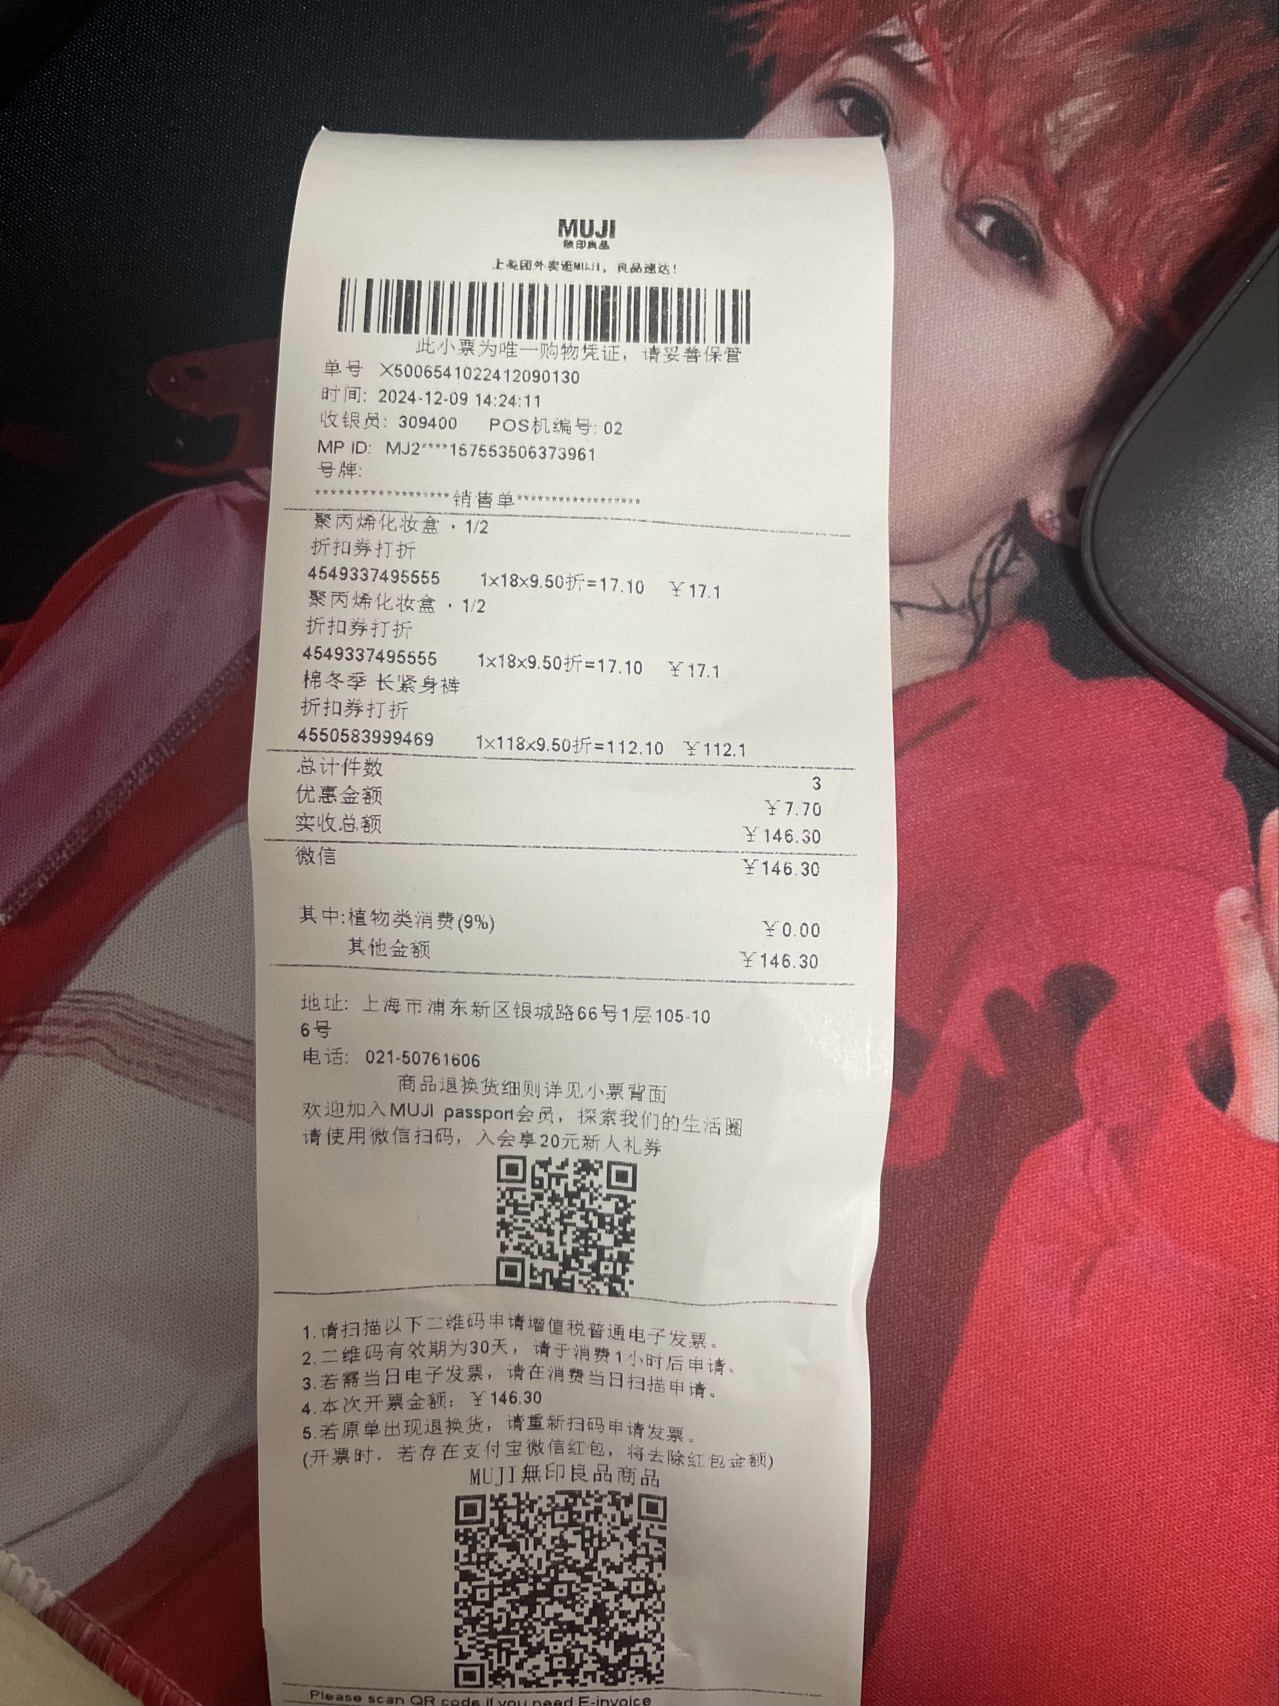 MUJI
無印良品
上美团外卖逛MUJI，良品速达！
此小票为唯一购物凭证，请妥善保管
单号 X5006541022412090130
时间: 2024-12-09 14:24:11
收银员: 309400 POS机编号: 02
MP ID: MJ2****157553506373961
号牌:
******************销售单*****************
聚丙烯化妆盒・1/2
折扣券打折
4549337495555 1x18x9.50折=17.10 ￥17.1
聚丙烯化妆盒・1/2
折扣券打折
4549337495555 1x18x9.50折=17.10 ￥17.1
棉冬季 长紧身裤
折扣券打折
4550583999469 1x118x9.50折=112.10 ￥112.1
总计件数 3
优惠金额 ￥7.70
实收总额 ￥146.30
微信 ￥146.30
其中:植物类消费(9%) ￥0.00
其他金额 ￥146.30
地址: 上海市浦东新区银城路66号1层105-10
6号
电话: 021-50761606
商品退换货细则详见小票背面
欢迎加入MUJI passport会员，探索我们的生活圈
请使用微信扫码，入会享20元新人礼券
1.请扫描以下二维码申请增值税普通电子发票。
2.二维码有效期为30天，请于消费1小时后申请。
3.若需当日电子发票，请在消费当日扫描申请。
4.本次开票金额: ￥146.30
5.若原单出现退换货，请重新扫码申请发票。
(开票时，若存在支付宝微信红包，将去除红包金额)
MUJI無印良品商品
Please scan QR code if you need E-invoice